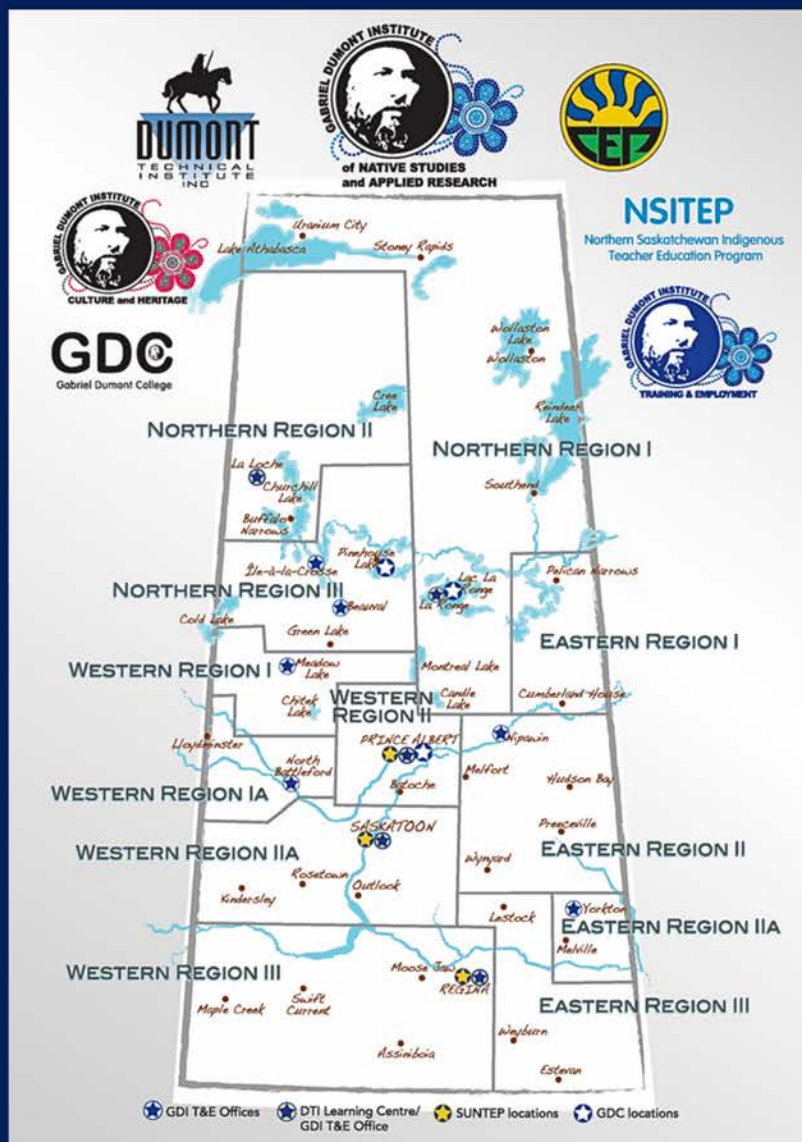 DUMONT
TECHNICAL
INSTITUTE
INC
GABRIEL DUMONT INSTITUTE
of NATIVE STUDIES
and APPLIED RESEARCH
GABRIEL DUMONT INSTITUTE
CULTURE and HERITAGE
NSITEP
Northern Saskatchewan Indigenous
Teacher Education Program
GDC
Gabriel Dumont College
GABRIEL DUMONT INSTITUTE
TRAINING & EMPLOYMENT
Uranium City
Lake Athabasca
Stoney Rapids
Wollaston
Lake
Wollaston
Cree
Lake
Reindeer
Lake
NORTHERN REGION II
NORTHERN REGION I
La Loche
Churchill
Lake
Southend
Buffalo
Narrows
Pinehouse
Lake
Île-à-la-Crosse
Lac La
Ronge
La Ronge
Pelican Narrows
NORTHERN REGION III
Beauval
Cold Lake
Green Lake
EASTERN REGION I
WESTERN REGION I
Meadow
Lake
Montreal Lake
Chitek
Lake
WESTERN
REGION II
Candle
Lake
Cumberland House
Lloydminster
PRINCE ALBERT
Nipawin
North
Battleford
Batoche
Melfort
Hudson Bay
WESTERN REGION IA
SASKATOON
Preeceville
WESTERN REGION IIA
EASTERN REGION II
Rosetown
Outlook
Wynyard
Kindersley
Lestock
Yorkton
EASTERN REGION IIA
Melville
WESTERN REGION III
Moose Jaw
REGINA
Maple Creek
Swift
Current
EASTERN REGION III
Assiniboia
Weyburn
Estevan
GDI T&E Offices
DTI Learning Centre/
GDI T&E Office
SUNTEP locations
GDC locations